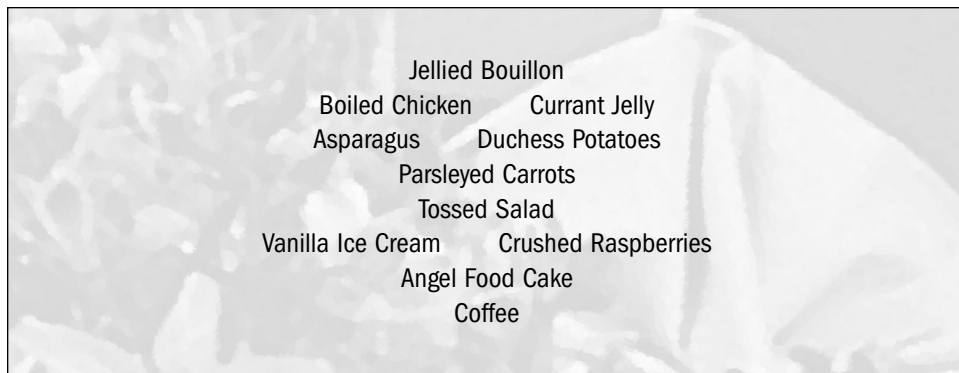 Jellied Bouillon
Boiled Chicken Currant Jelly
Asparagus Duchess Potatoes
Parsleyed Carrots
Tossed Salad
Vanilla Ice Cream Crushed Raspberries
Angel Food Cake
Coffee